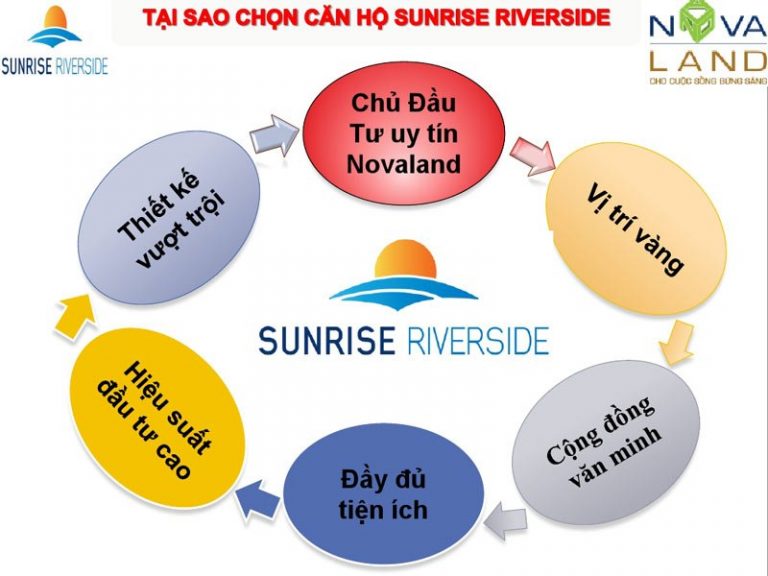 TẠI SAO CHỌN CĂN HỘ SUNRISE RIVERSIDE
SUNRISE RIVERSIDE
NOVA
LAND
CHO CUỘC SỐNG BỪNG SÁNG
Chủ Đầu
Tư uy tín
Novaland
Vị trí vàng
Cộng đồng
văn minh
Đầy đủ
tiện ích
Hiệu suất
đầu tư cao
Thiết kế
vượt trội
SUNRISE RIVERSIDE